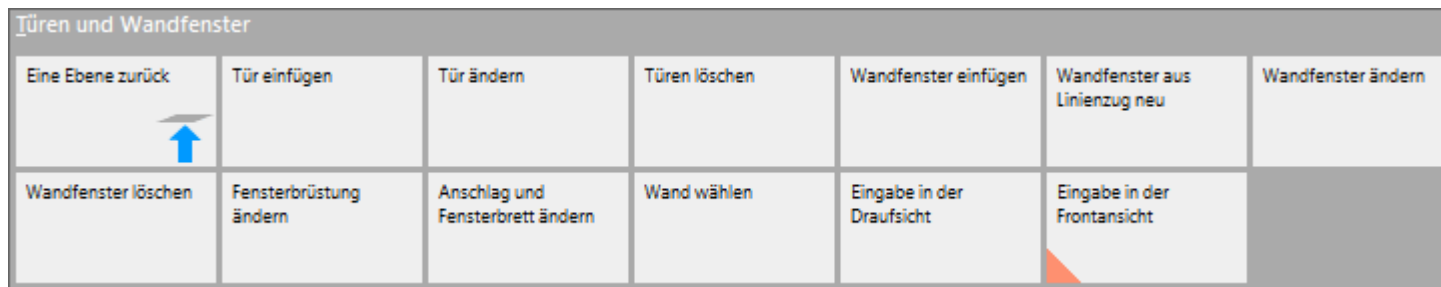 Türen und Wandfenster
Eine Ebene zurück
Tür einfügen
Tür ändern
Türen löschen
Wandfenster einfügen
Wandfenster aus
Linienzug neu
Wandfenster ändern
Wandfenster löschen
Fensterbrüstung
ändern
Anschlag und
Fensterbrett ändern
Wand wählen
Eingabe in der
Draufsicht
Eingabe in der
Frontansicht